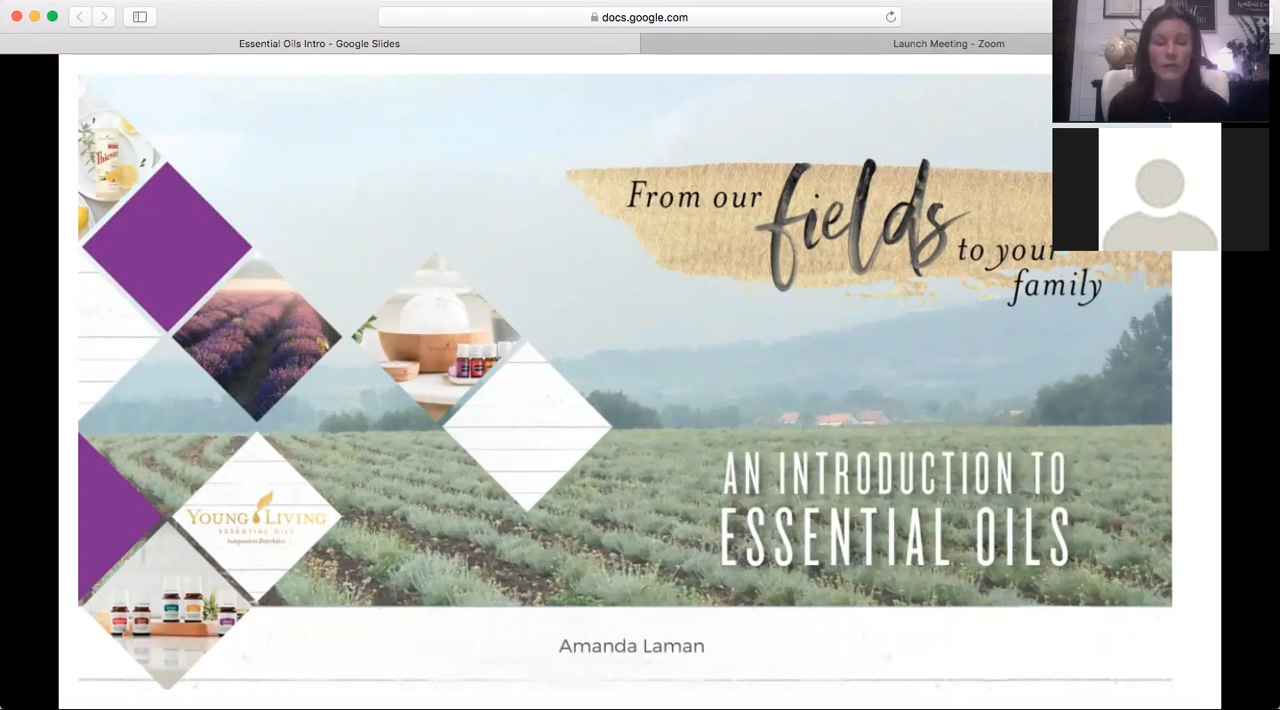 docs.google.com
Essential Oils Intro - Google Slides
Launch Meeting - Zoom
Thieves
From our fields to your family
YOUNG LIVING
ESSENTIAL OILS
Independent Distributor
AN INTRODUCTION TO
ESSENTIAL OILS
Amanda Laman